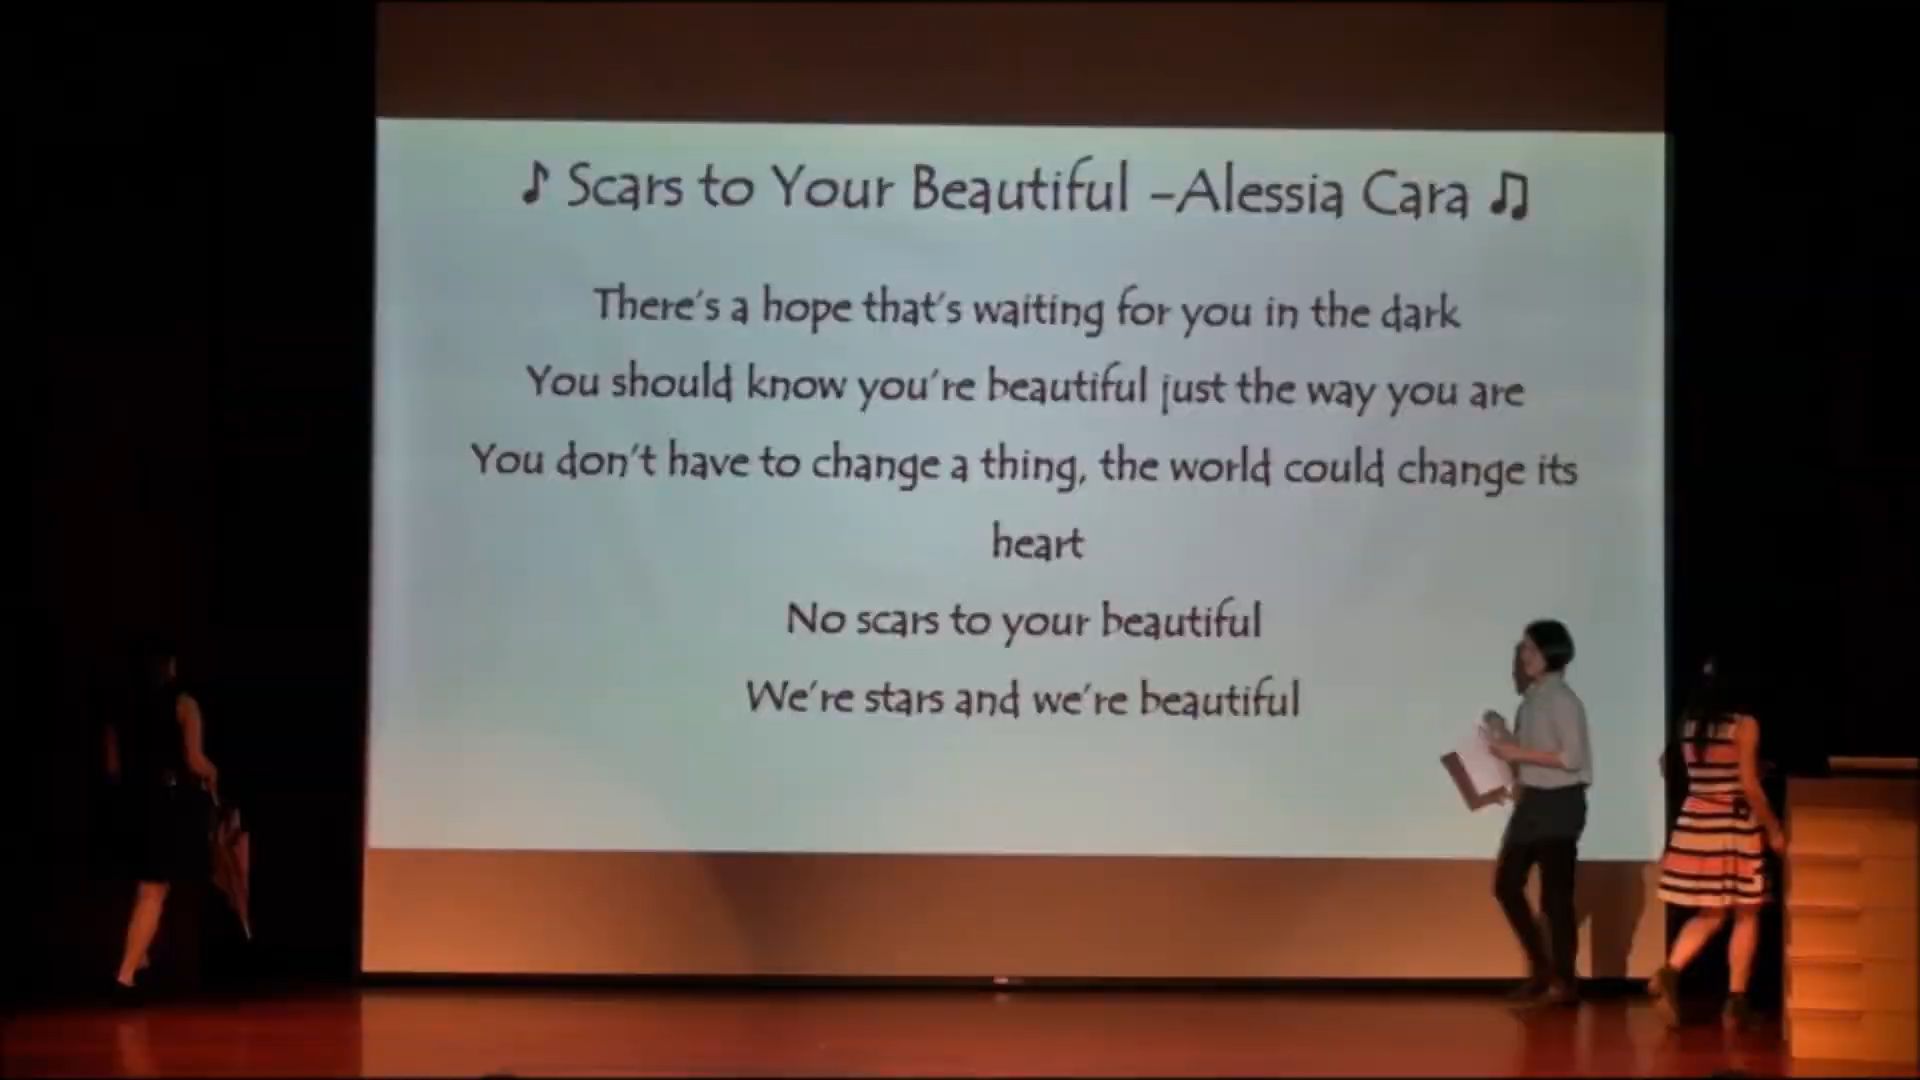 ♪ Scars to Your Beautiful -Alessia Cara ♫
There's a hope that's waiting for you in the dark
You should know you're beautiful just the way you are
You don't have to change a thing, the world could change its
heart
No scars to your beautiful
We're stars and we're beautiful